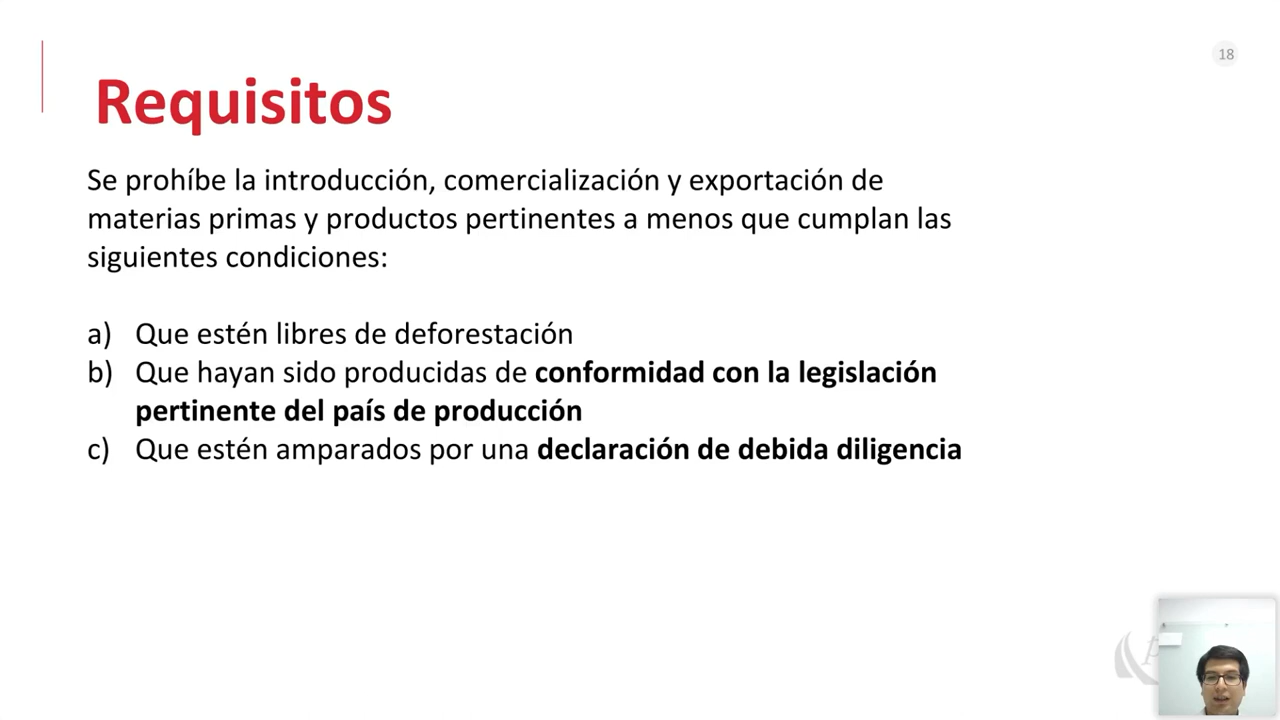 18
Requisitos
Se prohíbe la introducción, comercialización y exportación de
materias primas y productos pertinentes a menos que cumplan las
siguientes condiciones:
a) Que estén libres de deforestación
b) Que hayan sido producidas de conformidad con la legislación
pertinente del país de producción
c) Que estén amparados por una declaración de debida diligencia